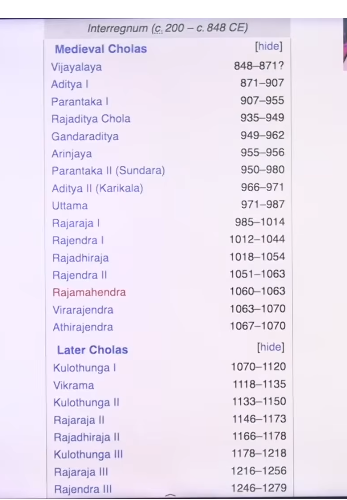 Interregnum (c. 200 – c. 848 CE)
Medieval Cholas [hide]
Vijayalaya 848–871?
Aditya I 871–907
Parantaka I 907–955
Rajaditya Chola 935–949
Gandaraditya 949–962
Arinjaya 955–956
Parantaka II (Sundara) 950–980
Aditya II (Karikala) 966–971
Uttama 971–987
Rajaraja I 985–1014
Rajendra I 1012–1044
Rajadhiraja 1018–1054
Rajendra II 1051–1063
Rajamahendra 1060–1063
Virarajendra 1063–1070
Athirajendra 1067–1070
Later Cholas [hide]
Kulothunga I 1070–1120
Vikrama 1118–1135
Kulothunga II 1133–1150
Rajaraja II 1146–1173
Rajadhiraja II 1166–1178
Kulothunga III 1178–1218
Rajaraja III 1216–1256
Rajendra III 1246–1279